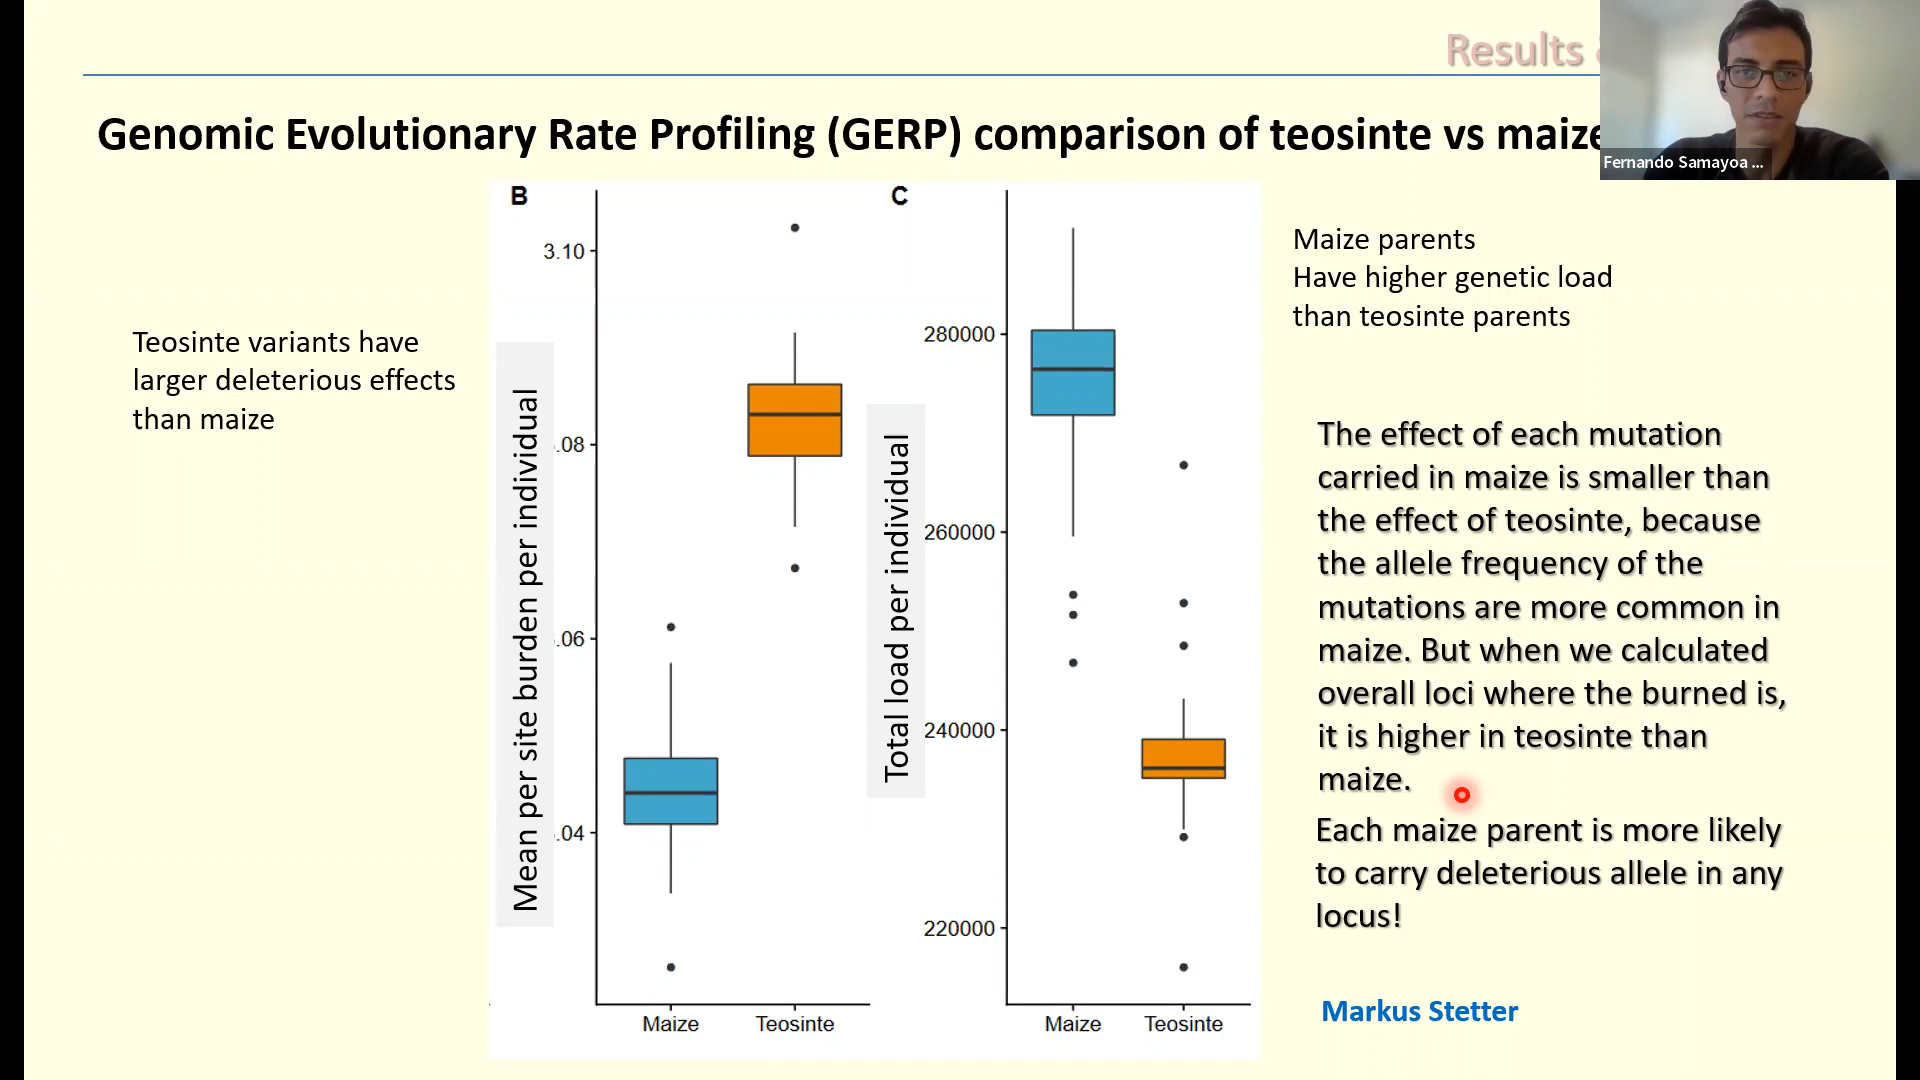 Results
Genomic Evolutionary Rate Profiling (GERP) comparison of teosinte vs maize
Fernando Samayoa ...
Teosinte variants have
larger deleterious effects
than maize
B
Mean per site burden per individual
3.10
.08
.06
.04
Maize
Teosinte
C
Total load per individual
280000
260000
240000
220000
Maize
Teosinte
Maize parents
Have higher genetic load
than teosinte parents
The effect of each mutation
carried in maize is smaller than
the effect of teosinte, because
the allele frequency of the
mutations are more common in
maize. But when we calculated
overall loci where the burned is,
it is higher in teosinte than
maize.
Each maize parent is more likely
to carry deleterious allele in any
locus!
Markus Stetter